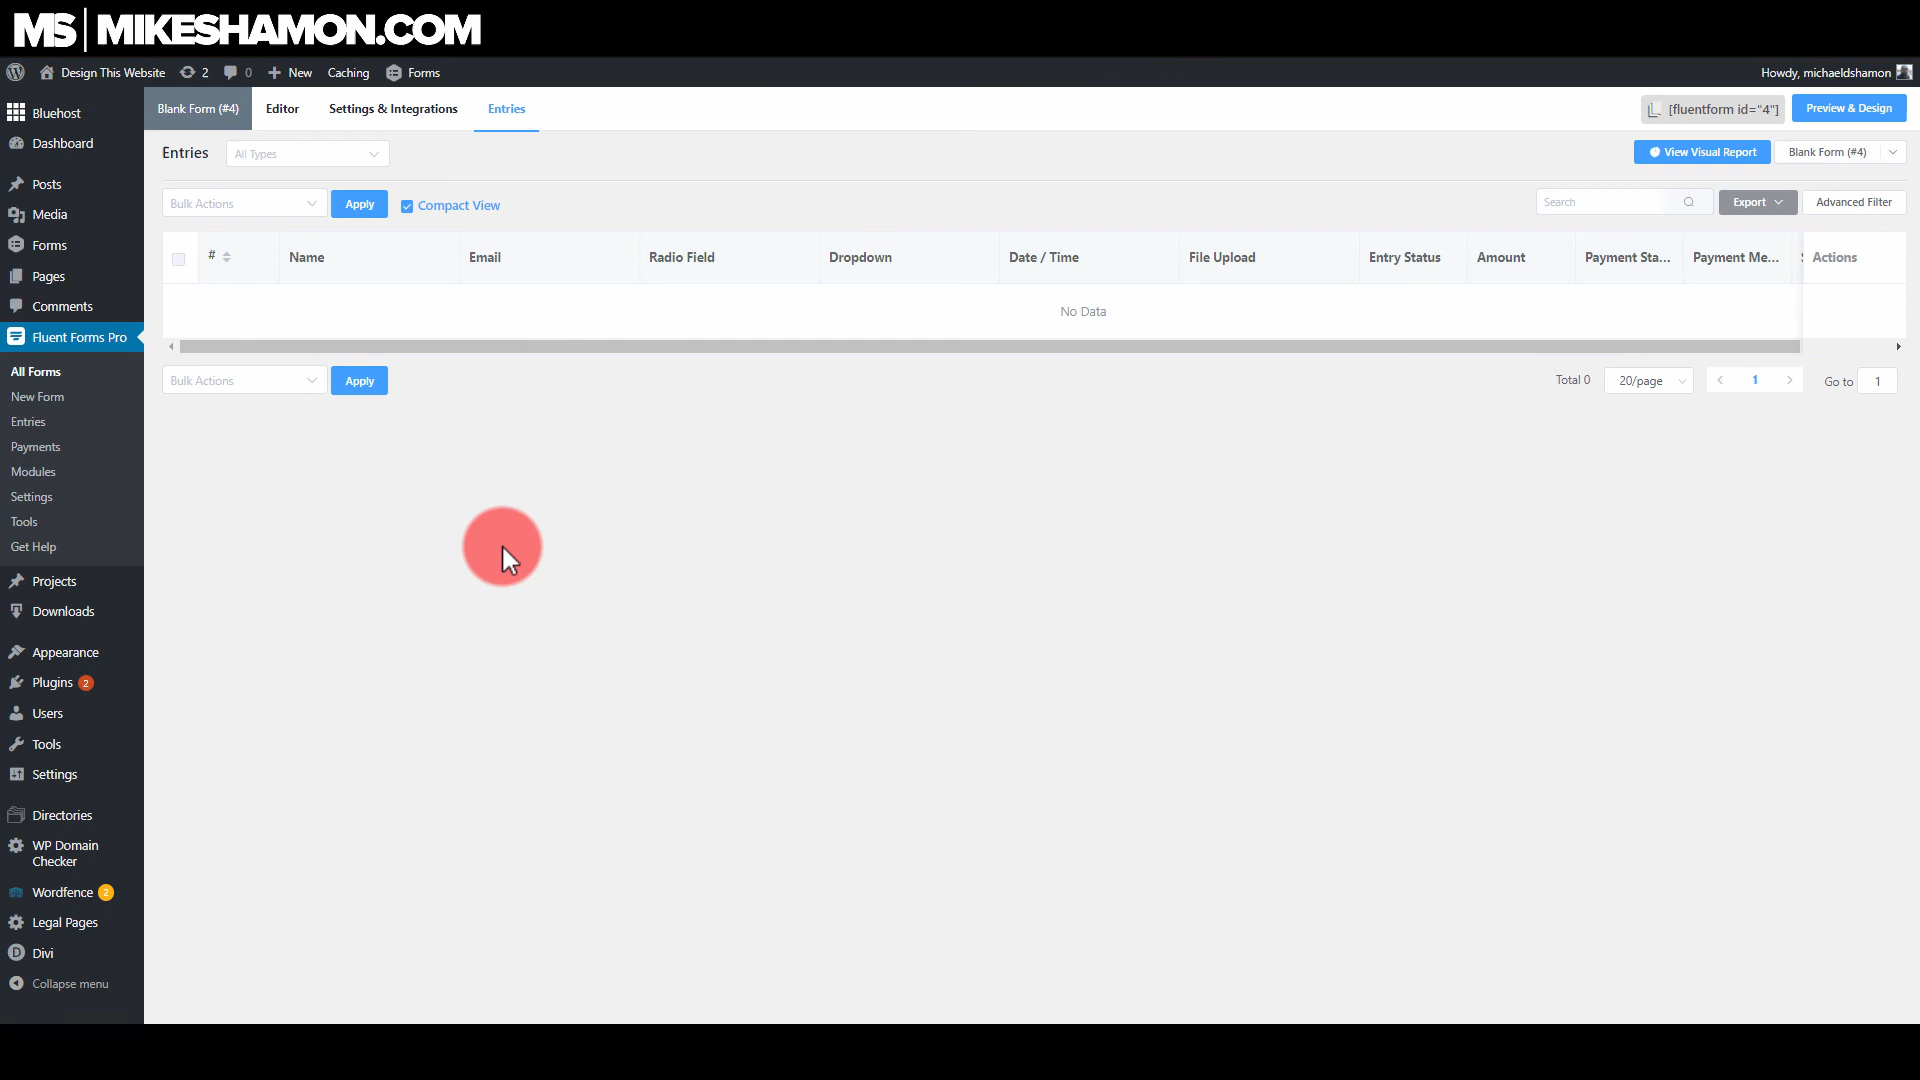 MS | MIKESHAMON.COM
Design This Website 2 0 New Caching Forms Howdy, michaeldshamon
Bluehost
Dashboard
Posts
Media
Forms
Pages
Comments
Fluent Forms Pro
All Forms
New Form
Entries
Payments
Modules
Settings
Tools
Get Help
Projects
Downloads
Appearance
Plugins 2
Users
Tools
Settings
Directories
WP Domain
Checker
Wordfence 2
Legal Pages
Divi
Collapse menu
Blank Form (#4) Editor Settings & Integrations Entries [fluentform id="4"] Preview & Design
Entries All Types View Visual Report Blank Form (#4)
Bulk Actions Apply Compact View Search Export Advanced Filter
# Name Email Radio Field Dropdown Date / Time File Upload Entry Status Amount Payment Sta... Payment Me... Actions
No Data
Bulk Actions Apply Total 0 20/page 1 Go to 1